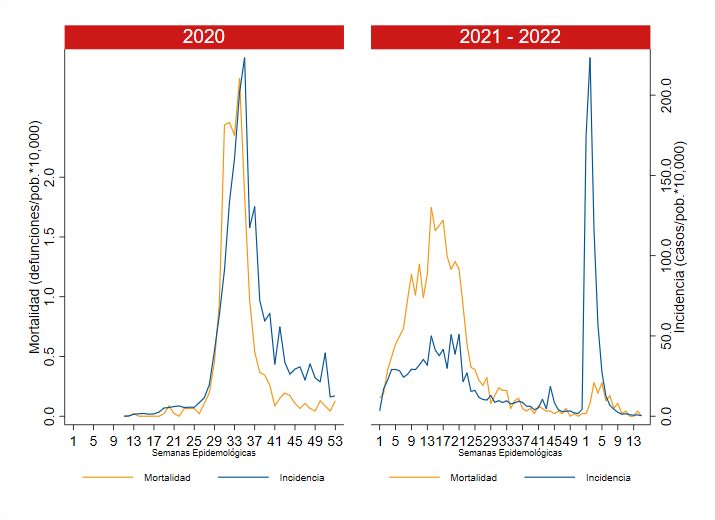 2020
2021 - 2022
Mortalidad (defunciones/pob.*10,000)
0.0 0.5 1.0 1.5 2.0
1 5 9 13 17 21 25 29 33 37 41 45 49 53
Semanas Epidemológicas
Mortalidad Incidencia
Incidencia (casos/pob.*10,000)
0.0 50.0 100.0 150.0 200.0
1 5 9 13 17 21 25 29 33 37 41 45 49 1 5 9 13
Semanas Epidemológicas
Mortalidad Incidencia